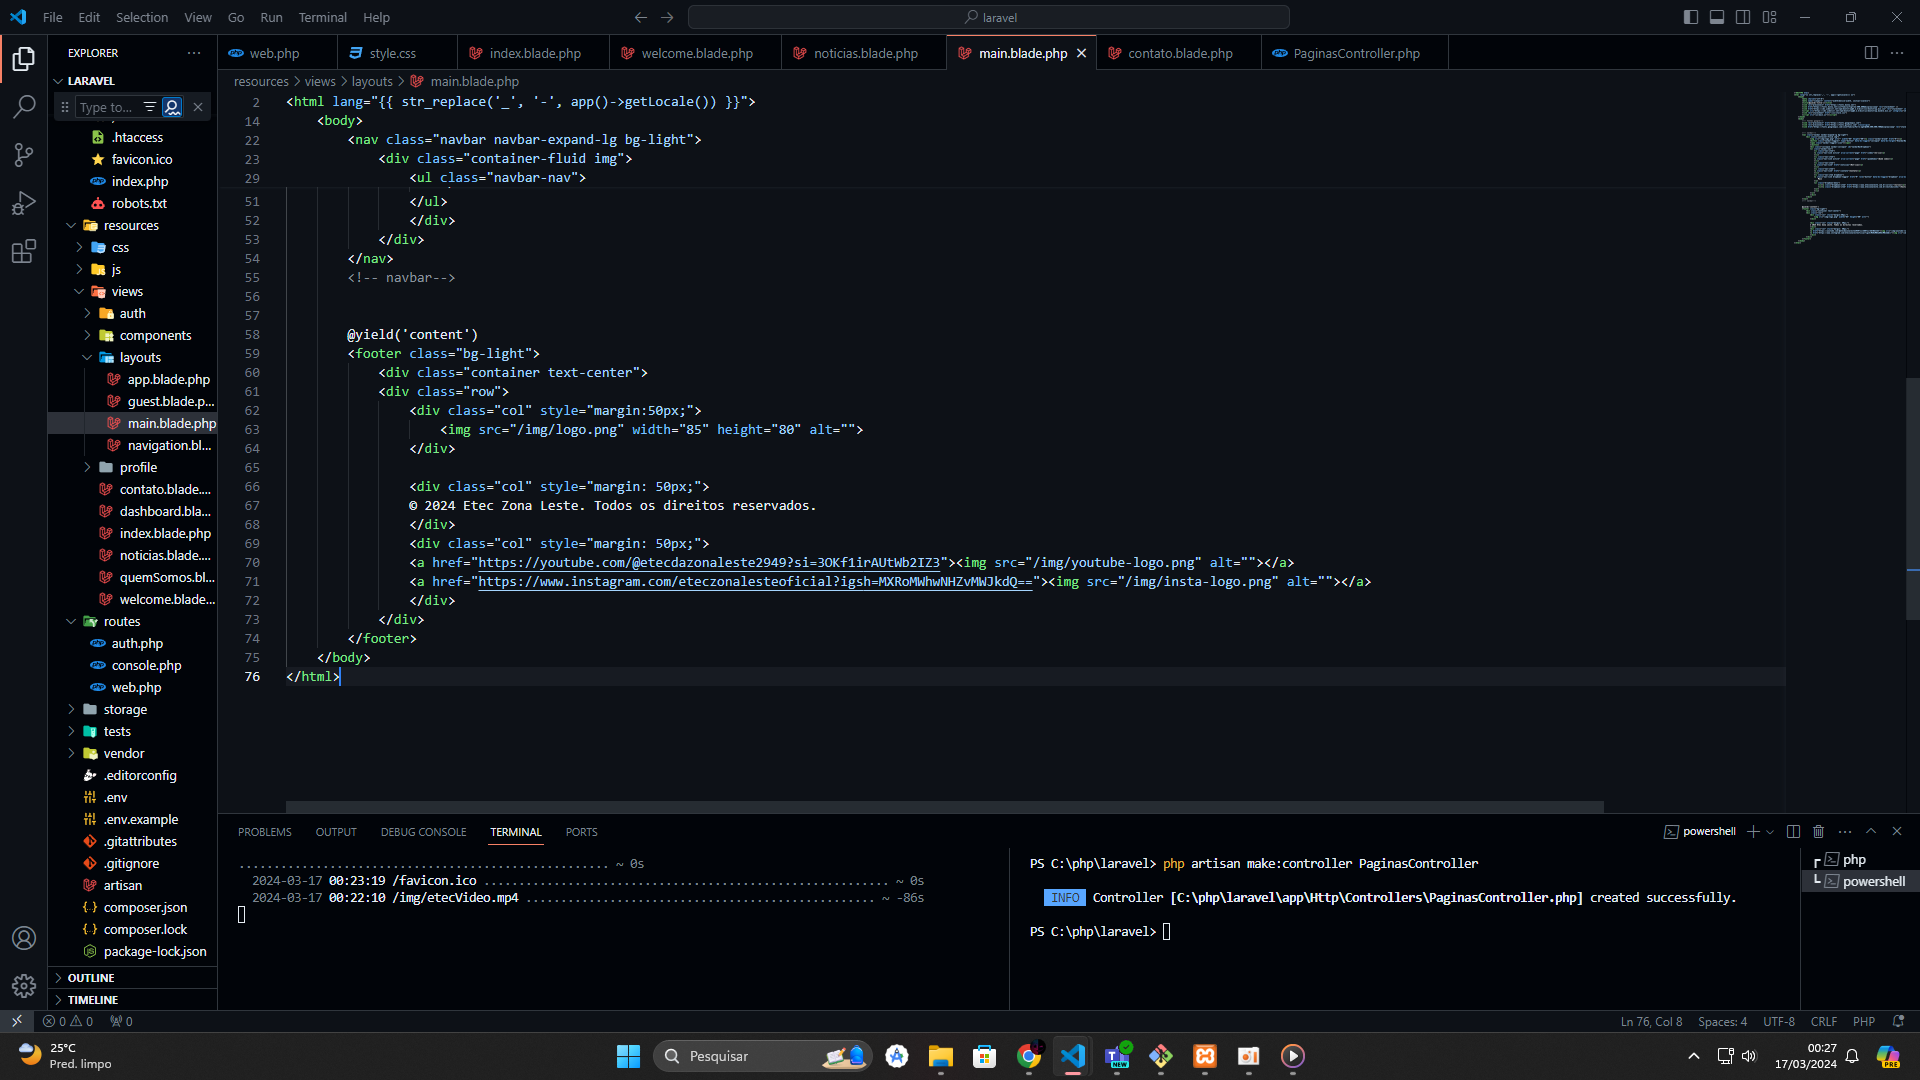 File Edit Selection View Go Run Terminal Help
laravel
EXPLORER
LARAVEL
Type to...
.htaccess
favicon.ico
index.php
robots.txt
resources
css
js
views
auth
components
layouts
app.blade.php
guest.blade.p...
main.blade.php
navigation.bl...
profile
contato.blade....
dashboard.bla...
index.blade.php
noticias.blade....
quemSomos.bl...
welcome.blade...
routes
auth.php
console.php
web.php
storage
tests
vendor
.editorconfig
.env
.env.example
.gitattributes
.gitignore
artisan
composer.json
composer.lock
package-lock.json
OUTLINE
TIMELINE
web.php style.css index.blade.php welcome.blade.php noticias.blade.php main.blade.php contato.blade.php PaginasController.php
resources > views > layouts > main.blade.php
2 <html lang="{{ str_replace('_', '-', app()->getLocale()) }}">
14 <body>
22 <nav class="navbar navbar-expand-lg bg-light">
23 <div class="container-fluid img">
29 <ul class="navbar-nav">
51 </ul>
52 </div>
53 </div>
54 </nav>
55 <!-- navbar-->
56
57
58 @yield('content')
59 <footer class="bg-light">
60 <div class="container text-center">
61 <div class="row">
62 <div class="col" style="margin:50px;">
63 <img src="/img/logo.png" width="85" height="80" alt="">
64 </div>
65
66 <div class="col" style="margin: 50px;">
67 © 2024 Etec Zona Leste. Todos os direitos reservados.
68 </div>
69 <div class="col" style="margin: 50px;">
70 <a href="https://youtube.com/@etecdazonaleste2949?si=3OKf1irAUtWb2IZ3"><img src="/img/youtube-logo.png" alt=""></a>
71 <a href="https://www.instagram.com/eteczonalesteoficial?igsh=MXRoMWhwNHZvMWJkdQ=="><img src="/img/insta-logo.png" alt=""></a>
72 </div>
73 </div>
74 </footer>
75 </body>
76 </html>
PROBLEMS OUTPUT DEBUG CONSOLE TERMINAL PORTS
powershell
............................................... ~ 0s
2024-03-17 00:23:19 /favicon.ico .................................................... ~ 0s
2024-03-17 00:22:10 /img/etecVideo.mp4 ............................................. ~ -86s
PS C:\php\laravel> php artisan make:controller PaginasController
INFO Controller [C:\php\laravel\app\Http\Controllers\PaginasController.php] created successfully.
PS C:\php\laravel>
php
powershell
0 0 0
Ln 76, Col 8 Spaces: 4 UTF-8 CRLF PHP
25°C
Pred. limpo
Pesquisar
NEW
00:27
17/03/2024
PRE